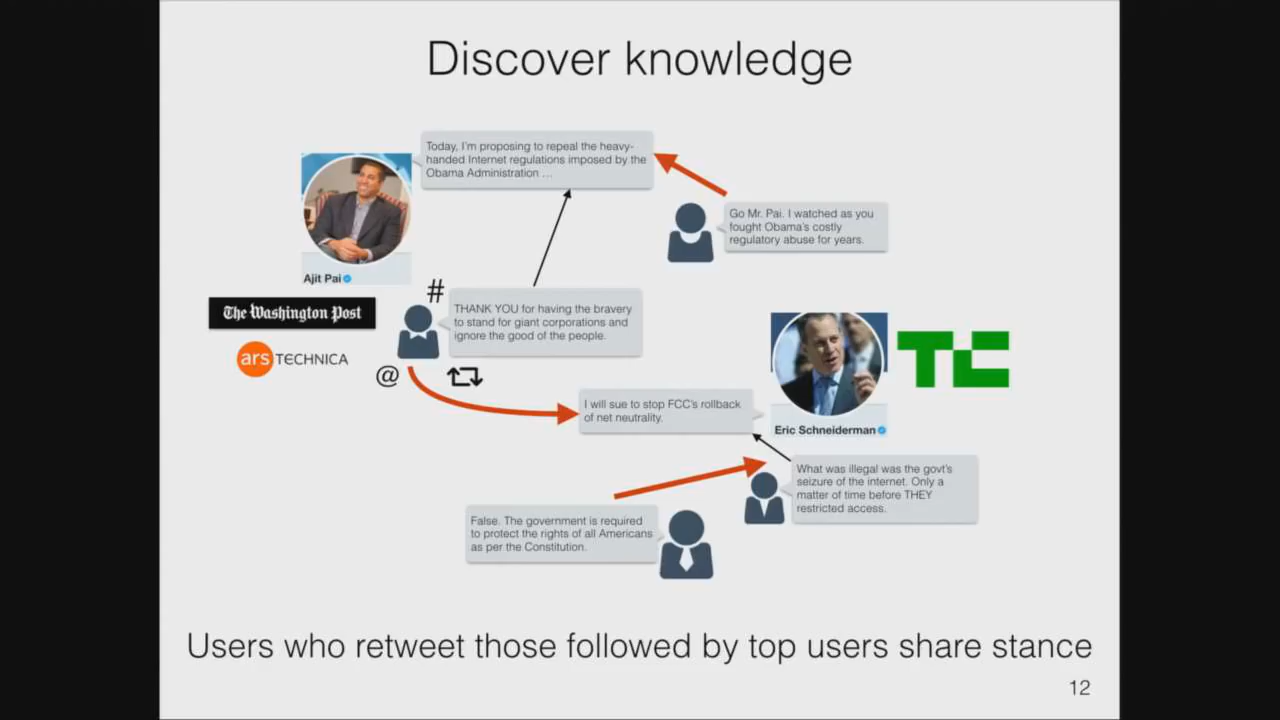 Discover knowledge
Today, I'm proposing to repeal the heavy-
handed Internet regulations imposed by the
Obama Administration ...
Go Mr. Pai. I watched as you
fought Obama's costly
regulatory abuse for years.
Ajit Pai
#
The Washington Post
THANK YOU for having the bravery
to stand for giant corporations and
ignore the good of the people.
ars TECHNICA
@
TC
I will sue to stop FCC's rollback
of net neutrality.
Eric Schneiderman
What was illegal was the govt's
seizure of the internet. Only a
matter of time before THEY
restricted access.
False. The government is required
to protect the rights of all Americans
as per the Constitution.
Users who retweet those followed by top users share stance
12